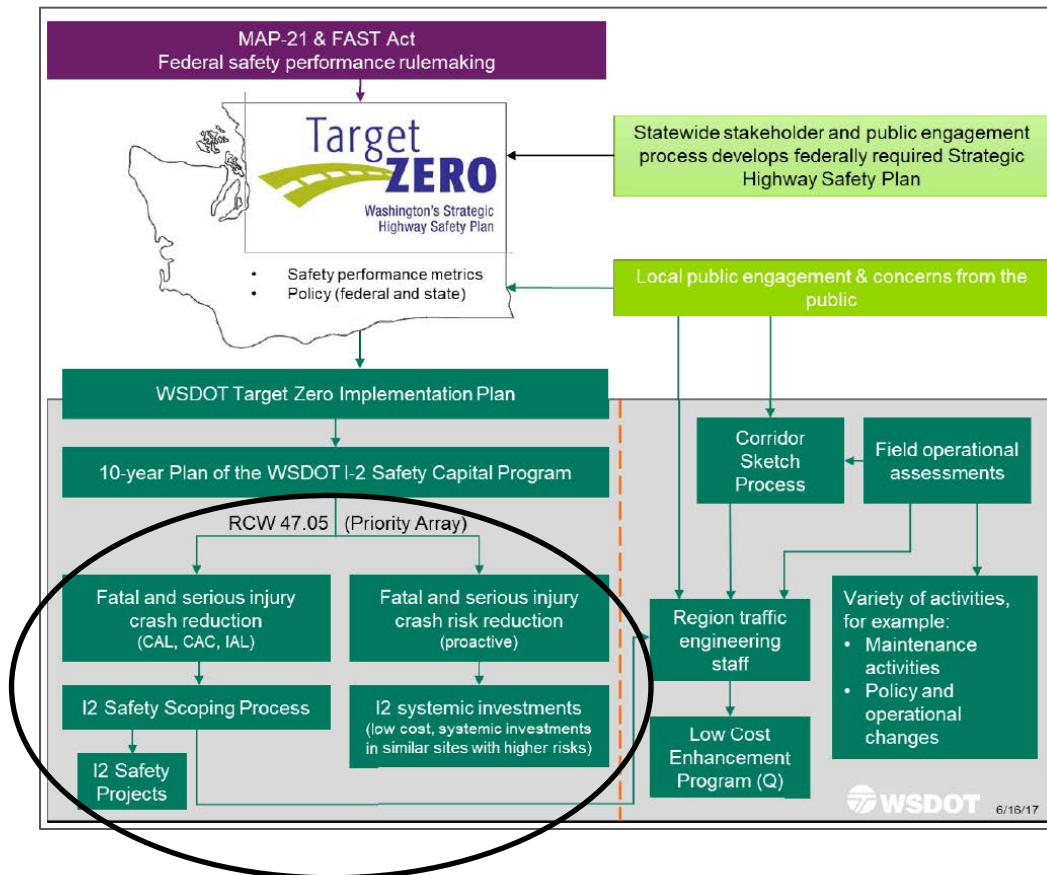 MAP-21 & FAST Act
Federal safety performance rulemaking
Target
ZERO
Washington's Strategic
Highway Safety Plan
• Safety performance metrics
• Policy (federal and state)
Statewide stakeholder and public engagement
process develops federally required Strategic
Highway Safety Plan
Local public engagement & concerns from the
public
WSDOT Target Zero Implementation Plan
10-year Plan of the WSDOT I-2 Safety Capital Program
RCW 47.05 (Priority Array)
Fatal and serious injury
crash reduction
(CAL, CAC, IAL)
Fatal and serious injury
crash risk reduction
(proactive)
I2 Safety Scoping Process
I2 systemic investments
(low cost, systemic investments
in similar sites with higher risks)
I2 Safety
Projects
Corridor
Sketch
Process
Field operational
assessments
Region traffic
engineering
staff
Variety of activities,
for example:
• Maintenance
activities
• Policy and
operational
changes
Low Cost
Enhancement
Program (Q)
WSDOT
6/16/17